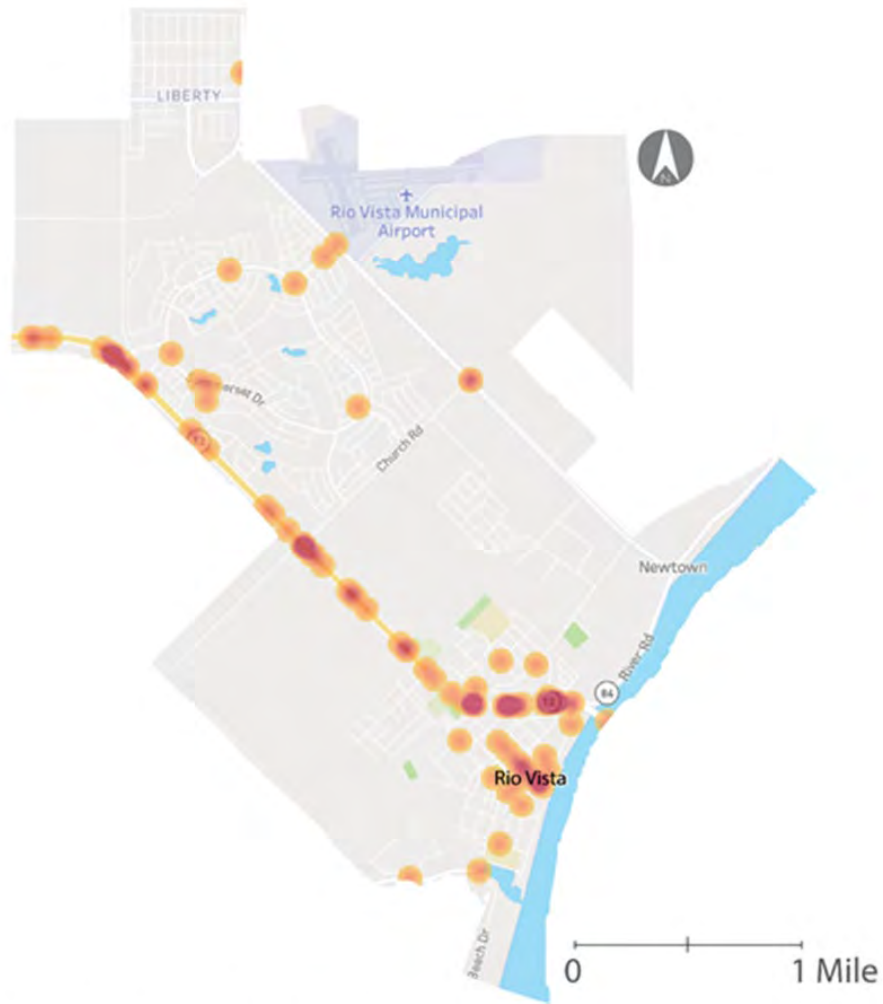 LIBERTY
N
Rio Vista Municipal
Airport
Church Rd
Newtown
River Rd
84
12
Rio Vista
Beach Dr
0
1 Mile